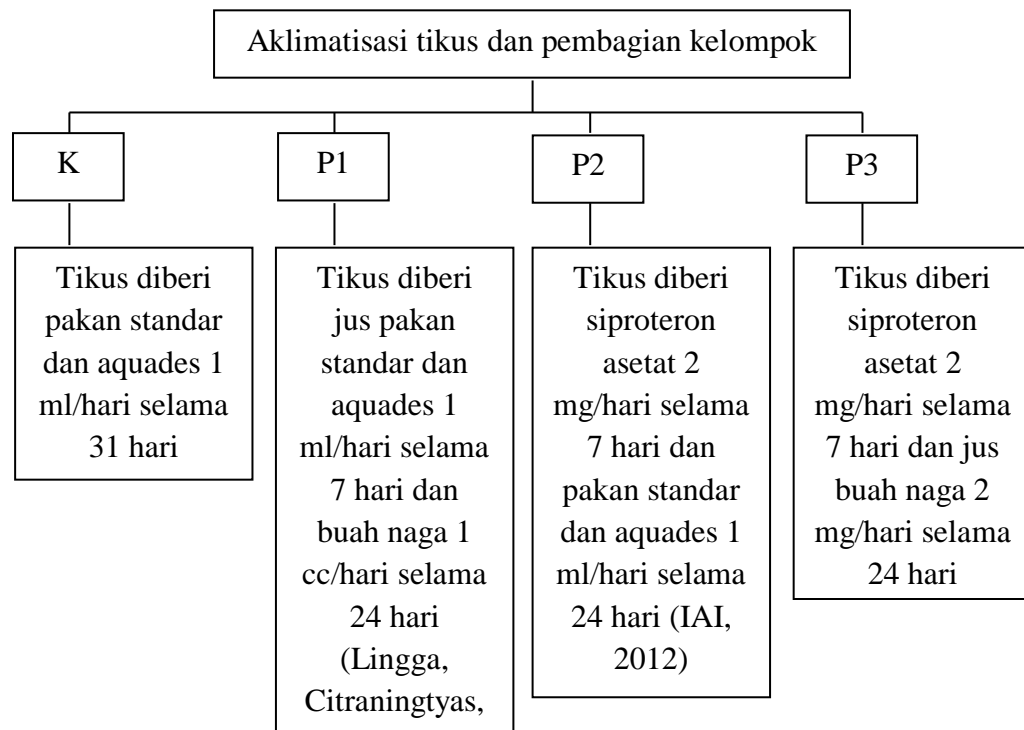 Aklimatisasi tikus dan pembagian kelompok
K
P1
P2
P3
Tikus diberi
pakan standar
dan aquades 1
ml/hari selama
31 hari
Tikus diberi
jus pakan
standar dan
aquades 1
ml/hari selama
7 hari dan
buah naga 1
cc/hari selama
24 hari
(Lingga,
Citraningtyas,
Tikus diberi
siproteron
asetat 2
mg/hari selama
7 hari dan
pakan standar
dan aquades 1
ml/hari selama
24 hari (IAI,
2012)
Tikus diberi
siproteron
asetat 2
mg/hari selama
7 hari dan jus
buah naga 2
mg/hari selama
24 hari